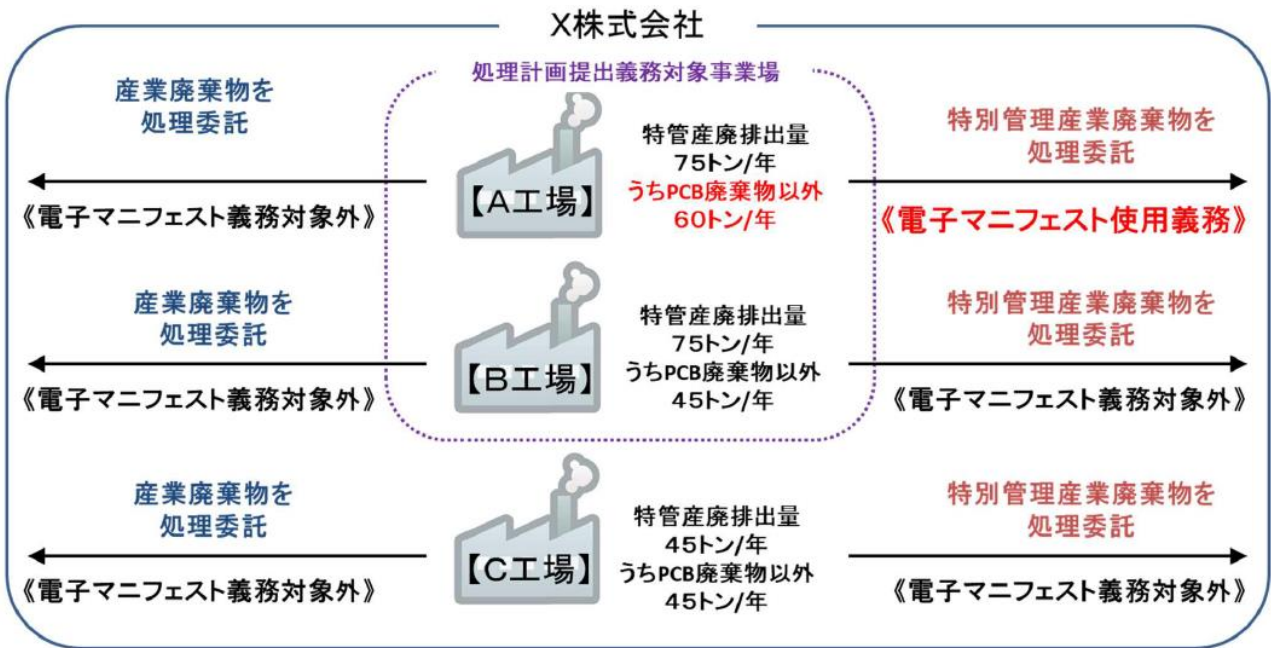 X株式会社
処理計画提出義務対象事業場
産業廃棄物を
処理委託
《電子マニフェスト義務対象外》
【A工場】
特管産廃排出量
75トン/年
うちPCB廃棄物以外
60トン/年
特別管理産業廃棄物を
処理委託
《電子マニフェスト使用義務》
産業廃棄物を
処理委託
《電子マニフェスト義務対象外》
【B工場】
特管産廃排出量
75トン/年
うちPCB廃棄物以外
45トン/年
特別管理産業廃棄物を
処理委託
《電子マニフェスト義務対象外》
産業廃棄物を
処理委託
《電子マニフェスト義務対象外》
【C工場】
特管産廃排出量
45トン/年
うちPCB廃棄物以外
45トン/年
特別管理産業廃棄物を
処理委託
《電子マニフェスト義務対象外》